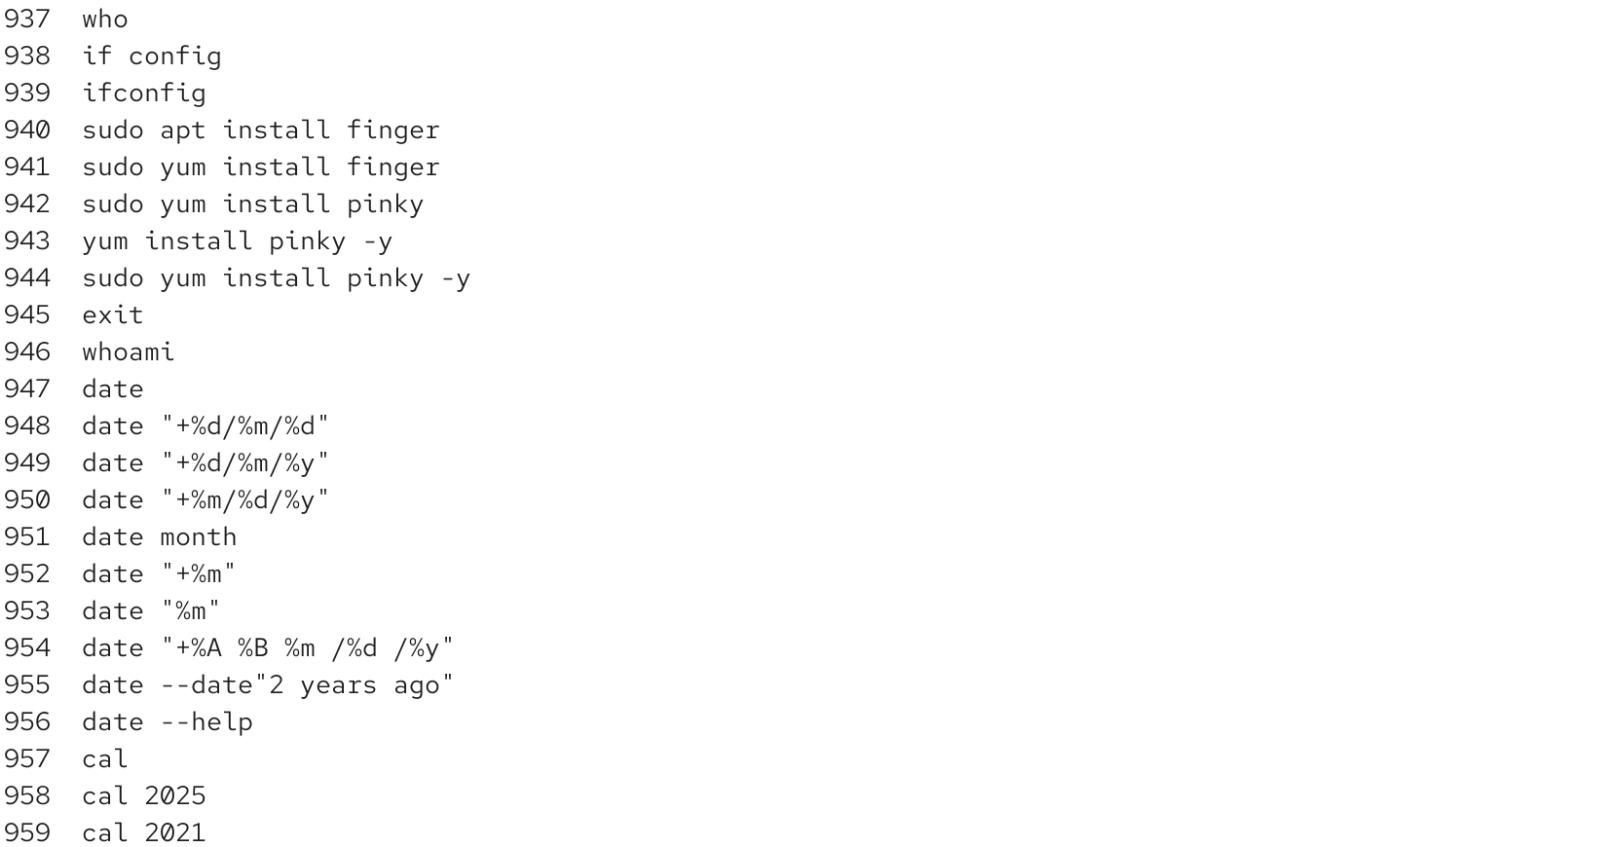 937  who
938  if config
939  ifconfig
940  sudo apt install finger
941  sudo yum install finger
942  sudo yum install pinky
943  yum install pinky -y
944  sudo yum install pinky -y
945  exit
946  whoami
947  date
948  date "+%d/%m/%d"
949  date "+%d/%m/%y"
950  date "+%m/%d/%y"
951  date month
952  date "+%m"
953  date "%m"
954  date "+%A %B %m /%d /%y"
955  date --date"2 years ago"
956  date --help
957  cal
958  cal 2025
959  cal 2021